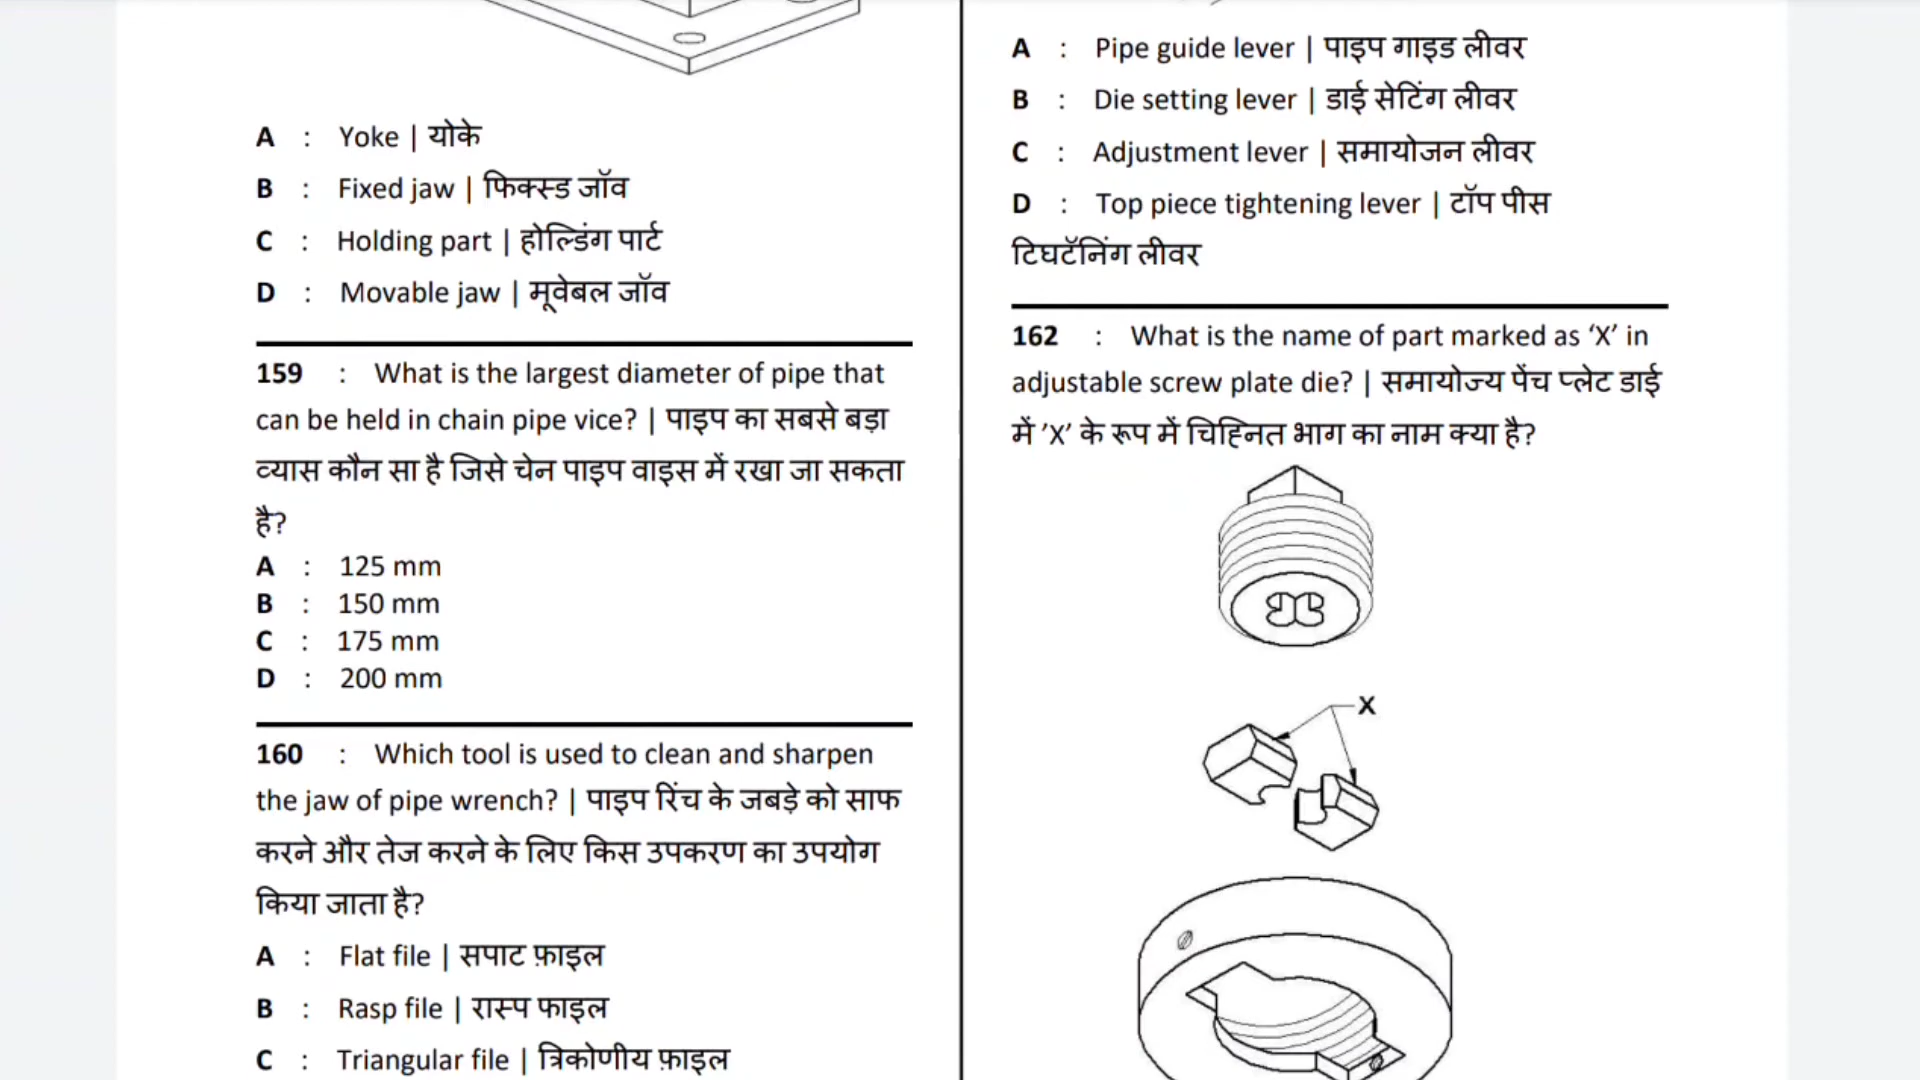 A : Yoke | योके
B : Fixed jaw | फिक्स्ड जॉव
C : Holding part | होल्डिंग पार्ट
D : Movable jaw | मूवेबल जॉव
159 : What is the largest diameter of pipe that
can be held in chain pipe vice? | पाइप का सबसे बड़ा
व्यास कौन सा है जिसे चेन पाइप वाइस में रखा जा सकता
है?
A : 125 mm
B : 150 mm
C : 175 mm
D : 200 mm
160 : Which tool is used to clean and sharpen
the jaw of pipe wrench? | पाइप रिंच के जबड़े को साफ
करने और तेज करने के लिए किस उपकरण का उपयोग
किया जाता है?
A : Flat file | सपाट फ़ाइल
B : Rasp file | रास्प फाइल
C : Triangular file | त्रिकोणीय फ़ाइल
A : Pipe guide lever | पाइप गाइड लीवर
B : Die setting lever | डाई सेटिंग लीवर
C : Adjustment lever | समायोजन लीवर
D : Top piece tightening lever | टॉप पीस
टिघटॅनिंग लीवर
162 : What is the name of part marked as ‘X’ in
adjustable screw plate die? | समायोज्य पेंच प्लेट डाई
में ’X’ के रूप में चिह्नित भाग का नाम क्या है?
X